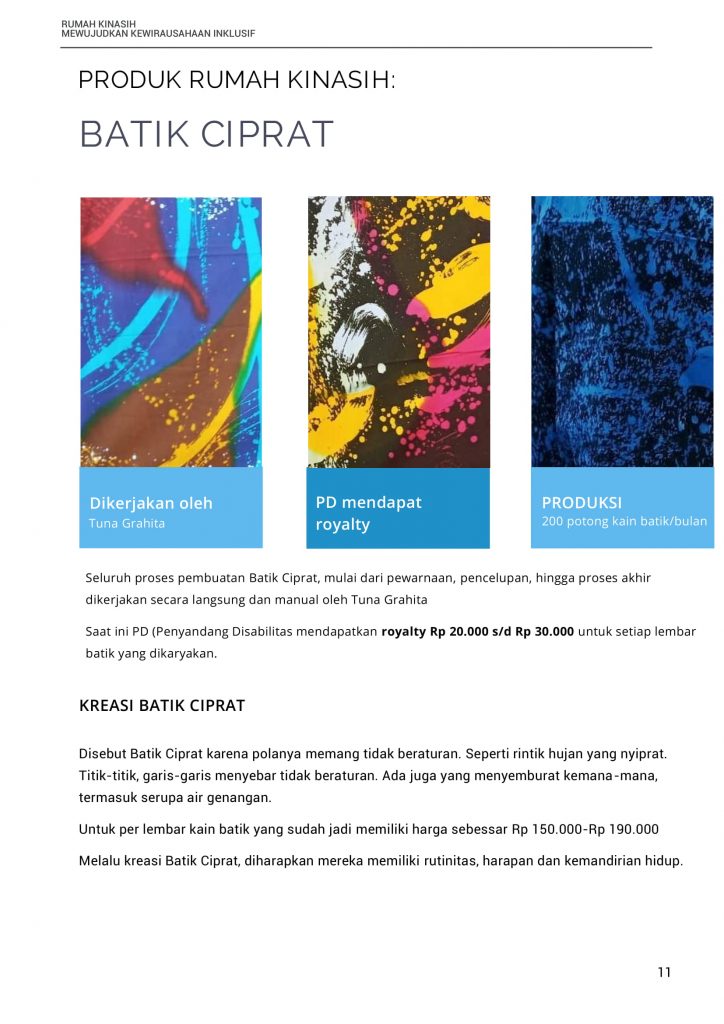 RUMAH KINASIH
MEWUJUDKAN KEWIRAUSAHAAN INKLUSIF
PRODUK RUMAH KINASIH:
BATIK CIPRAT
Dikerjakan oleh
Tuna Grahita
PD mendapat
royalty
PRODUKSI
200 potong kain batik/bulan
Seluruh proses pembuatan Batik Ciprat, mulai dari pewarnaan, pencelupan, hingga proses akhir
dikerjakan secara langsung dan manual oleh Tuna Grahita
Saat ini PD (Penyandang Disabilitas mendapatkan royalty Rp 20.000 s/d Rp 30.000 untuk setiap lembar
batik yang dikaryakan.
KREASI BATIK CIPRAT
Disebut Batik Ciprat karena polanya memang tidak beraturan. Seperti rintik hujan yang nyiprat.
Titik-titik, garis-garis menyebar tidak beraturan. Ada juga yang menyemburat kemana-mana,
termasuk serupa air genangan.
Untuk per lembar kain batik yang sudah jadi memiliki harga sebessar Rp 150.000-Rp 190.000
Melalu kreasi Batik Ciprat, diharapkan mereka memiliki rutinitas, harapan dan kemandirian hidup.
11